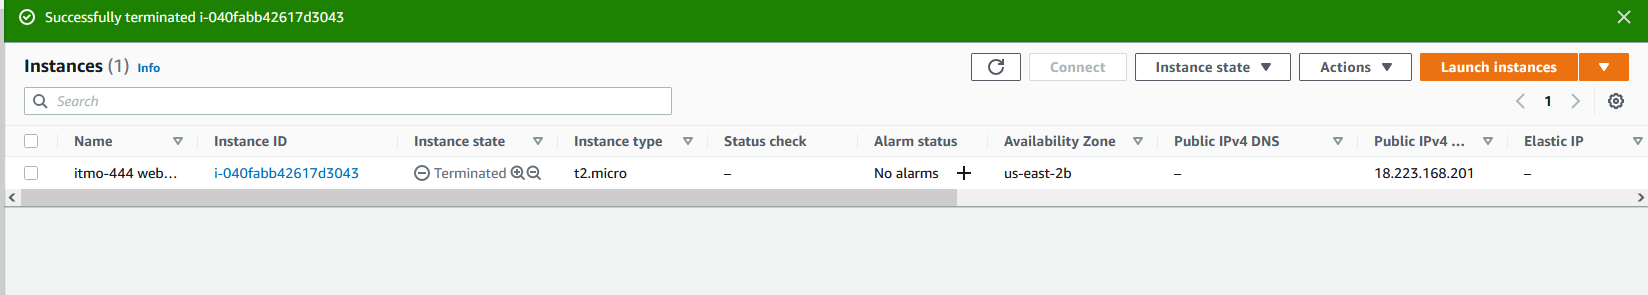 Successfully terminated i-040fabb42617d3043
Instances (1) Info
Connect
Instance state
Actions
Launch instances
Search
1
Name Instance ID Instance state Instance type Status check Alarm status Availability Zone Public IPv4 DNS Public IPv4 ... Elastic IP
itmo-444 web... i-040fabb42617d3043 Terminated t2.micro – No alarms + us-east-2b – 18.223.168.201 –